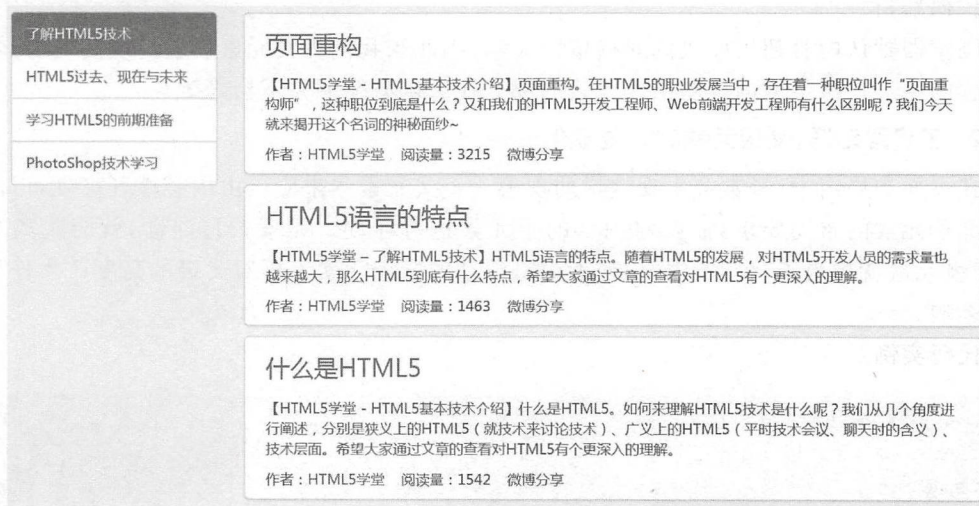 了解HTML5技术
HTML5过去、现在与未来
学习HTML5的前期准备
PhotoShop技术学习
页面重构
【HTML5学堂 - HTML5基本技术介绍】页面重构。在HTML5的职业发展当中，存在着一种职位叫作“页面重
构师”，这种职位到底是什么？又和我们的HTML5开发工程师、Web前端开发工程师有什么区别呢？我们今天
就来揭开这个名词的神秘面纱~
作者：HTML5学堂 阅读量：3215 微博分享
HTML5语言的特点
【HTML5学堂 – 了解HTML5技术】HTML5语言的特点。随着HTML5的发展，对HTML5开发人员的需求量也
越来越大，那么HTML5到底有什么特点，希望大家通过文章的查看对HTML5有个更深入的理解。
作者：HTML5学堂 阅读量：1463 微博分享
什么是HTML5
【HTML5学堂 - HTML5基本技术介绍】什么是HTML5。如何来理解HTML5技术是什么呢？我们从几个角度进
行阐述，分别是狭义上的HTML5（就技术来讨论技术）、广义上的HTML5（平时技术会议、聊天时的含义）、
技术层面。希望大家通过文章的查看对HTML5有个更深入的理解。
作者：HTML5学堂 阅读量：1542 微博分享